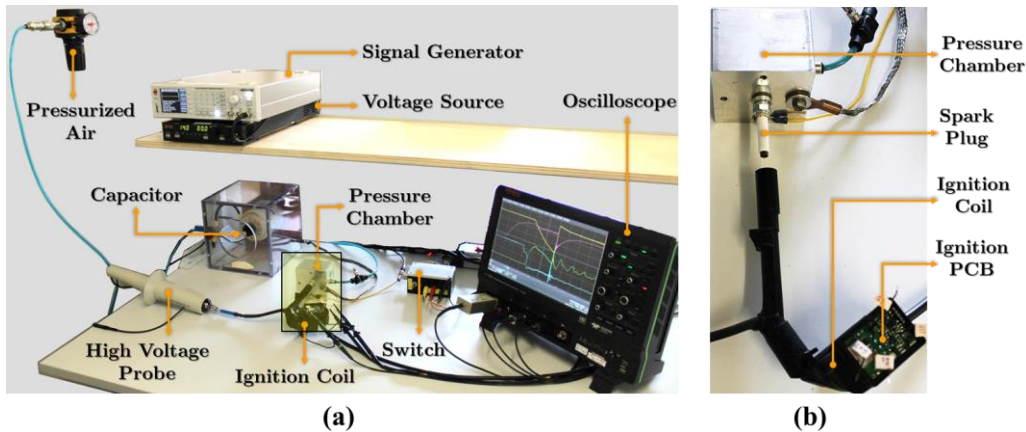 Signal Generator
Voltage Source
Oscilloscope
Pressurized
Air
Capacitor
Pressure
Chamber
High Voltage
Probe
Ignition Coil
Switch
(a)
Pressure
Chamber
Spark
Plug
Ignition
Coil
Ignition
PCB
(b)